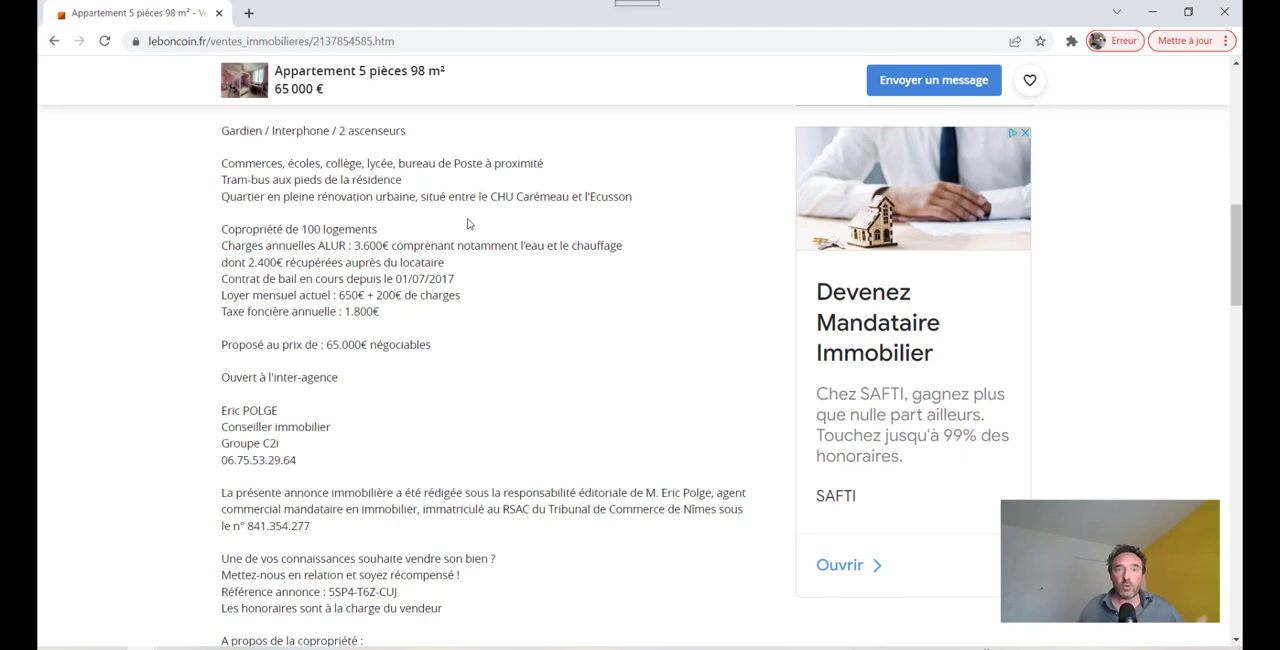 Appartement 5 pièces 98 m² - Ve
leboncoin.fr/ventes_immobilieres/2137854585.htm
Erreur
Mettre à jour
Appartement 5 pièces 98 m²
65 000 €
Envoyer un message
Gardien / Interphone / 2 ascenseurs
Commerces, écoles, collège, lycée, bureau de Poste à proximité
Tram-bus aux pieds de la résidence
Quartier en pleine rénovation urbaine, situé entre le CHU Carémeau et l'Ecusson
Copropriété de 100 logements
Charges annuelles ALUR : 3.600€ comprenant notamment l'eau et le chauffage
dont 2.400€ récupérées auprès du locataire
Contrat de bail en cours depuis le 01/07/2017
Loyer mensuel actuel : 650€ + 200€ de charges
Taxe foncière annuelle : 1.800€
Proposé au prix de : 65.000€ négociables
Ouvert à l'inter-agence
Eric POLGE
Conseiller immobilier
Groupe C2i
06.75.53.29.64
La présente annonce immobilière a été rédigée sous la responsabilité éditoriale de M. Eric Polge, agent
commercial mandataire en immobilier, immatriculé au RSAC du Tribunal de Commerce de Nîmes sous
le n° 841.354.277
Une de vos connaissances souhaite vendre son bien ?
Mettez-nous en relation et soyez récompensé !
Référence annonce : 5SP4-T6Z-CUJ
Les honoraires sont à la charge du vendeur
A propos de la copropriété :
Devenez
Mandataire
Immobilier
Chez SAFTI, gagnez plus
que nulle part ailleurs.
Touchez jusqu'à 99% des
honoraires.
SAFTI
Ouvrir